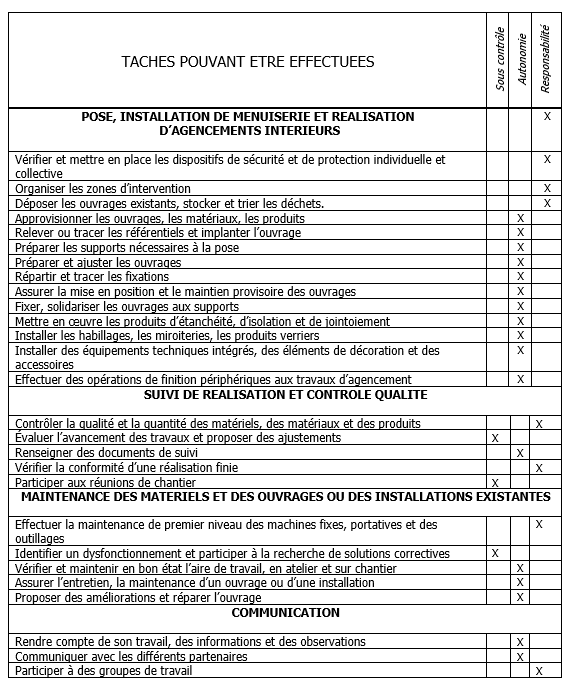 TACHES POUVANT ETRE EFFECTUEES Sous contrôle Autonomie Responsabilité
POSE, INSTALLATION DE MENUISERIE ET REALISATION X
D'AGENCEMENTS INTERIEURS
Vérifier et mettre en place les dispositifs de sécurité et de protection individuelle et X
collective
Organiser les zones d'intervention X
Déposer les ouvrages existants, stocker et trier les déchets. X
Approvisionner les ouvrages, les matériaux, les produits X
Relever ou tracer les référentiels et implanter l'ouvrage X
Préparer les supports nécessaires à la pose X
Préparer et ajuster les ouvrages X
Répartir et tracer les fixations X
Assurer la mise en position et le maintien provisoire des ouvrages X
Fixer, solidariser les ouvrages aux supports X
Mettre en œuvre les produits d'étanchéité, d'isolation et de jointoiement X
Installer les habillages, les miroiteries, les produits verriers X
Installer des équipements techniques intégrés, des éléments de décoration et des X
accessoires
Effectuer des opérations de finition périphériques aux travaux d'agencement X
SUIVI DE REALISATION ET CONTROLE QUALITE
Contrôler la qualité et la quantité des matériels, des matériaux et des produits X
Évaluer l'avancement des travaux et proposer des ajustements X
Renseigner des documents de suivi X
Vérifier la conformité d'une réalisation finie X
Participer aux réunions de chantier X
MAINTENANCE DES MATERIELS ET DES OUVRAGES OU DES INSTALLATIONS EXISTANTES
Effectuer la maintenance de premier niveau des machines fixes, portatives et des X
outillages
Identifier un dysfonctionnement et participer à la recherche de solutions correctives X
Vérifier et maintenir en bon état l'aire de travail, en atelier et sur chantier X
Assurer l'entretien, la maintenance d'un ouvrage ou d'une installation X
Proposer des améliorations et réparer l'ouvrage X
COMMUNICATION
Rendre compte de son travail, des informations et des observations X
Communiquer avec les différents partenaires X
Participer à des groupes de travail X